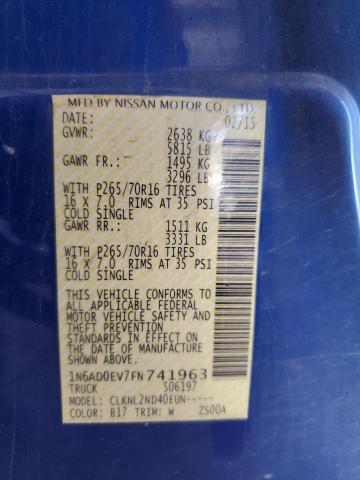 MFD BY NISSAN MOTOR CO., LTD.
DATE: 02/15
GVWR: 2638 KG
5815 LB
GAWR FR.: 1495 KG
3296 LB
WITH P265/70R16 TIRES
16 X 7.0 RIMS AT 35 PSI
COLD SINGLE
GAWR RR.: 1511 KG
3331 LB
WITH P265/70R16 TIRES
16 X 7.0 RIMS AT 35 PSI
COLD SINGLE
THIS VEHICLE CONFORMS TO
ALL APPLICABLE FEDERAL
MOTOR VEHICLE SAFETY AND
THEFT PREVENTION
STANDARDS IN EFFECT ON
THE DATE OF MANUFACTURE
SHOWN ABOVE.
1N6AD0EV7FN741963
TRUCK 506197
MODEL: CLKNL2ND40EUN-----
COLOR: B17 TRIM: W 2S00A